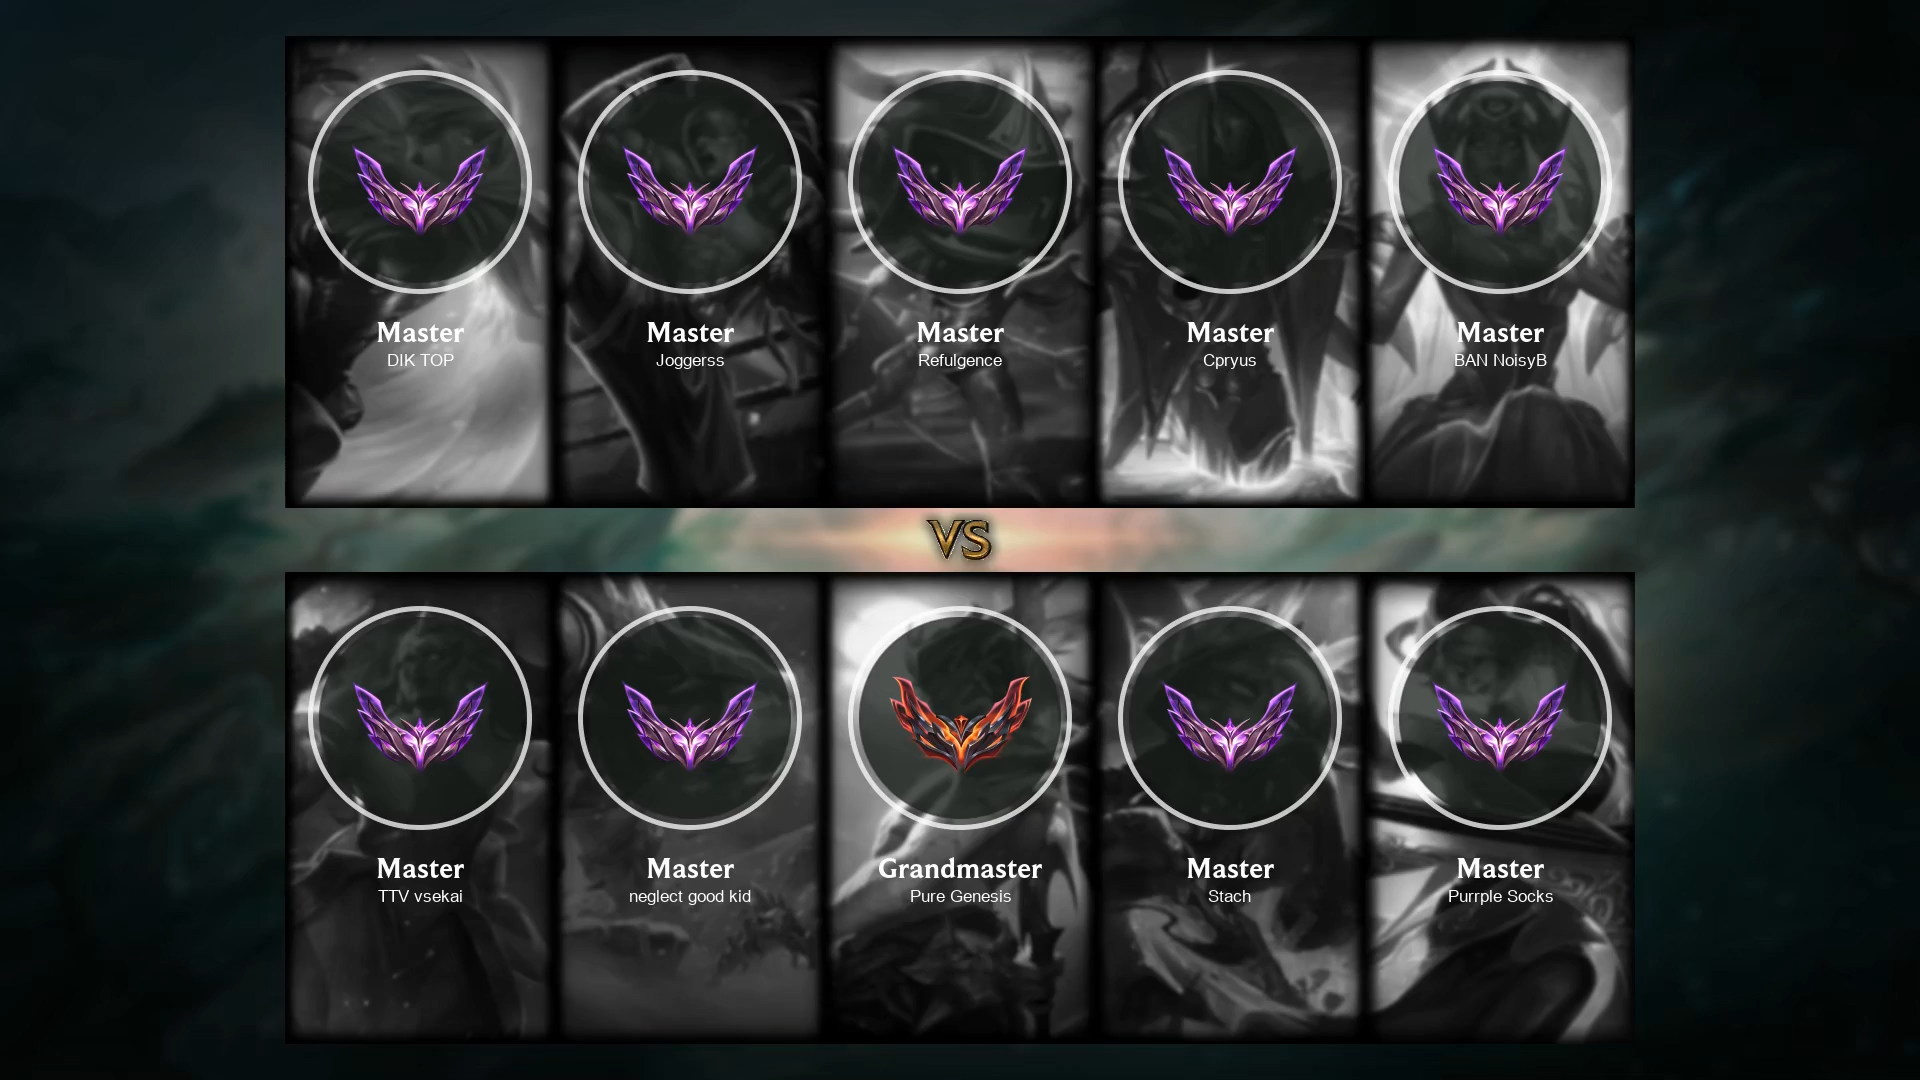 Master
DIK TOP
Master
Joggerss
Master
Refulgence
Master
Cpryus
Master
BAN NoisyB
VS
Master
TTV vsekai
Master
neglect good kid
Grandmaster
Pure Genesis
Master
Stach
Master
Purrple Socks